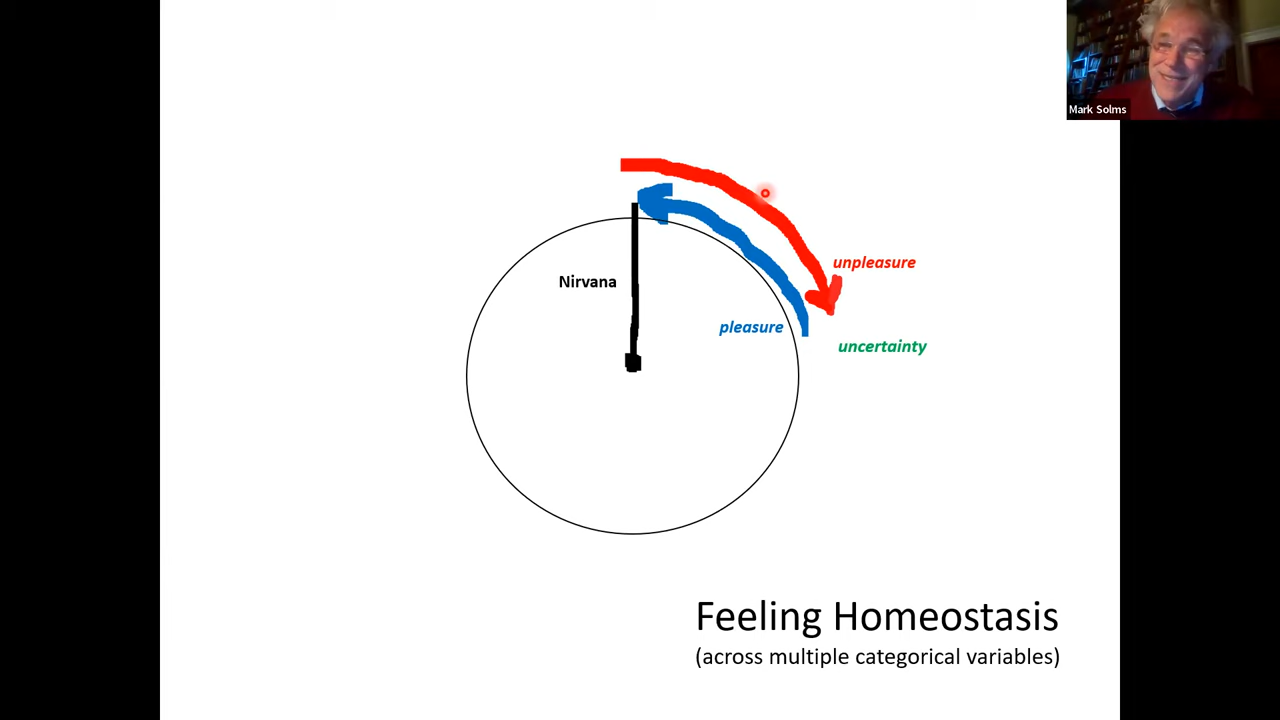 Mark Solms
unpleasure
Nirvana
pleasure
uncertainty
Feeling Homeostasis
(across multiple categorical variables)